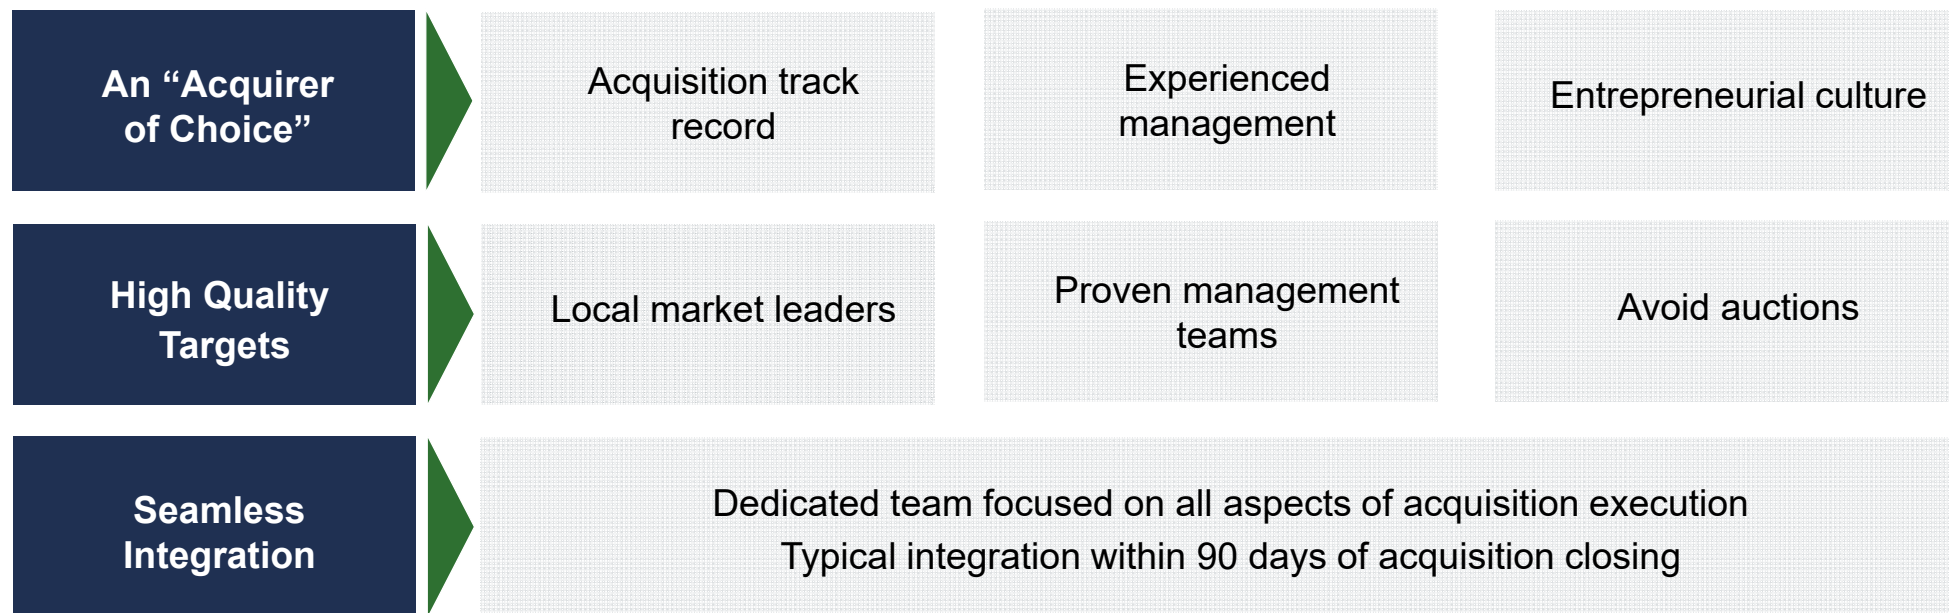 An “Acquirer
of Choice”
Acquisition track
record
Experienced
management
Entrepreneurial culture
High Quality
Targets
Local market leaders
Proven management
teams
Avoid auctions
Seamless
Integration
Dedicated team focused on all aspects of acquisition execution
Typical integration within 90 days of acquisition closing